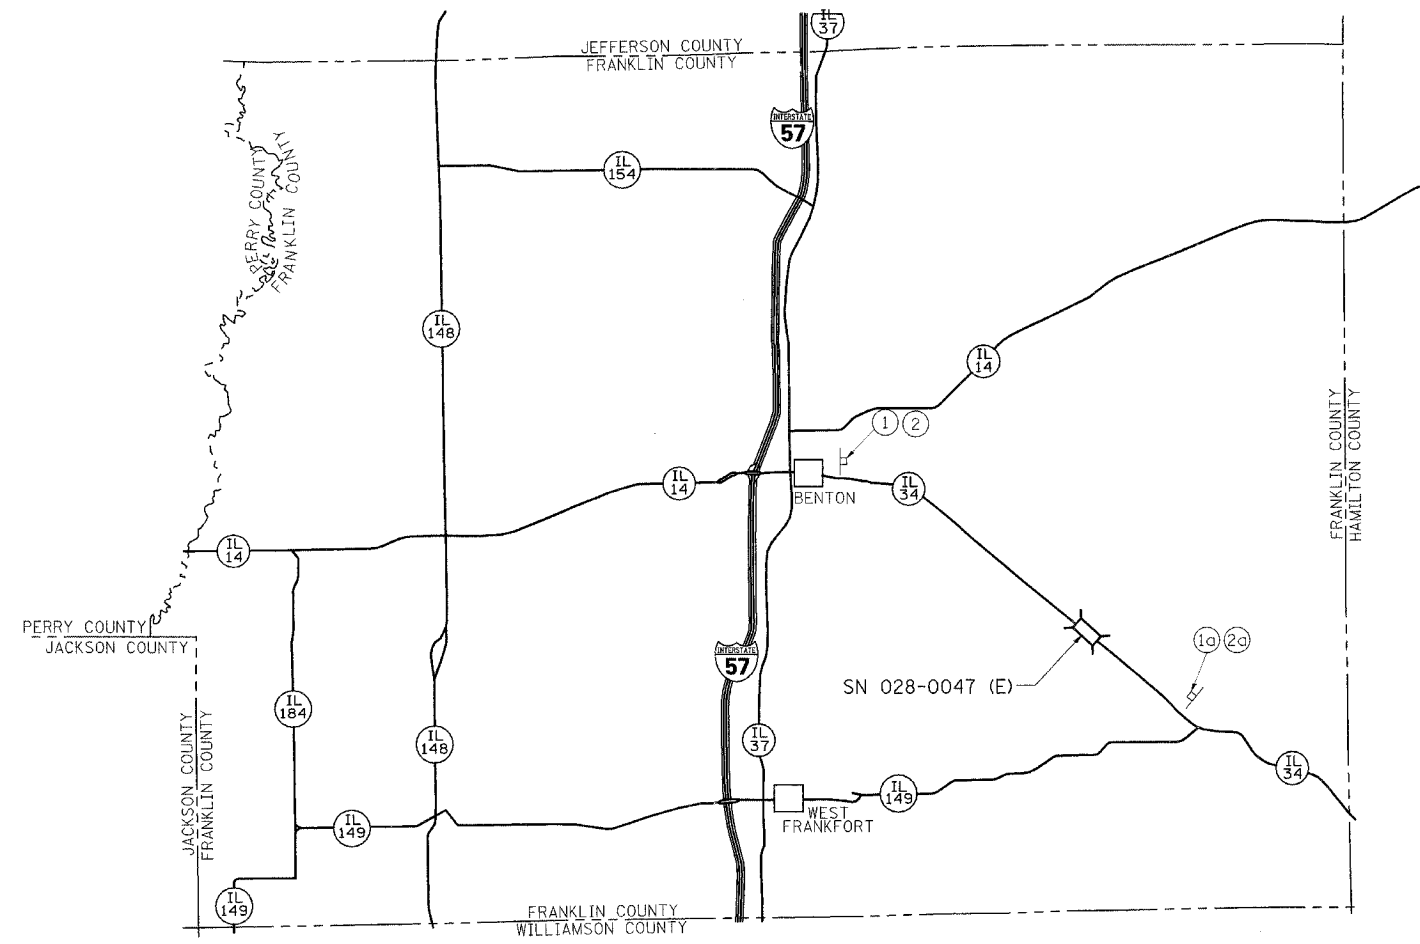 IL
37
JEFFERSON COUNTY
FRANKLIN COUNTY
INTERSTATE
57
IL
154
PERRY COUNTY
FRANKLIN COUNTY
IL
148
IL
14
1 2
FRANKLIN COUNTY
HAMILTON COUNTY
IL
14
BENTON
IL
34
IL
14
PERRY COUNTY
JACKSON COUNTY
INTERSTATE
57
1a 2a
SN 028-0047 (E)
IL
184
JACKSON COUNTY
FRANKLIN COUNTY
IL
148
IL
37
IL
34
IL
149
WEST
FRANKFORT
IL
149
IL
149
FRANKLIN COUNTY
WILLIAMSON COUNTY